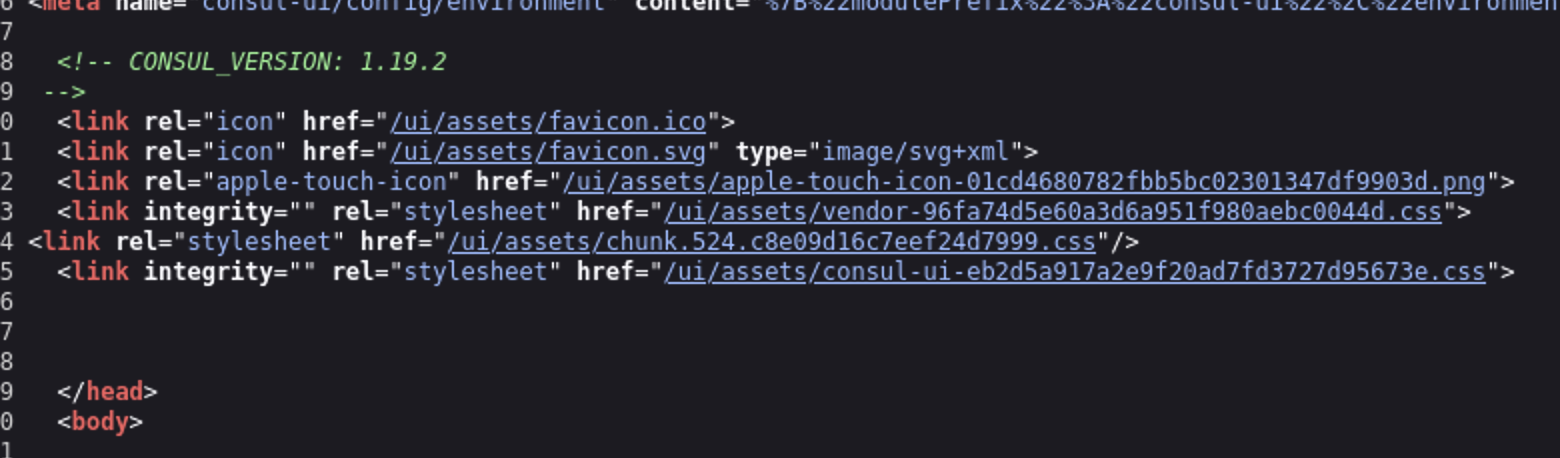 6 <meta name="consul-ui/config/environment" content="%7B%22modulePrefix%22%3A%22consul-ui%22%2C%22environmen
7
8 <!-- CONSUL_VERSION: 1.19.2
9 -->
0 <link rel="icon" href="/ui/assets/favicon.ico">
1 <link rel="icon" href="/ui/assets/favicon.svg" type="image/svg+xml">
2 <link rel="apple-touch-icon" href="/ui/assets/apple-touch-icon-01cd4680782fbb5bc02301347df9903d.png">
3 <link integrity="" rel="stylesheet" href="/ui/assets/vendor-96fa74d5e60a3d6a951f980aebc0044d.css">
4 <link rel="stylesheet" href="/ui/assets/chunk.524.c8e09d16c7eef24d7999.css"/>
5 <link integrity="" rel="stylesheet" href="/ui/assets/consul-ui-eb2d5a917a2e9f20ad7fd3727d95673e.css">
6
7
8
9 </head>
0 <body>
1